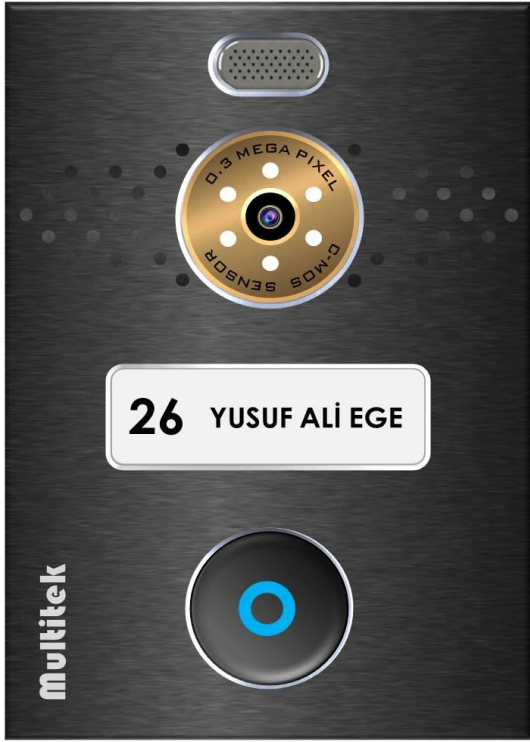 0.3 MEGA PIXEL
C-MOS SENSOR
26 YUSUF ALİ EGE
Multitek